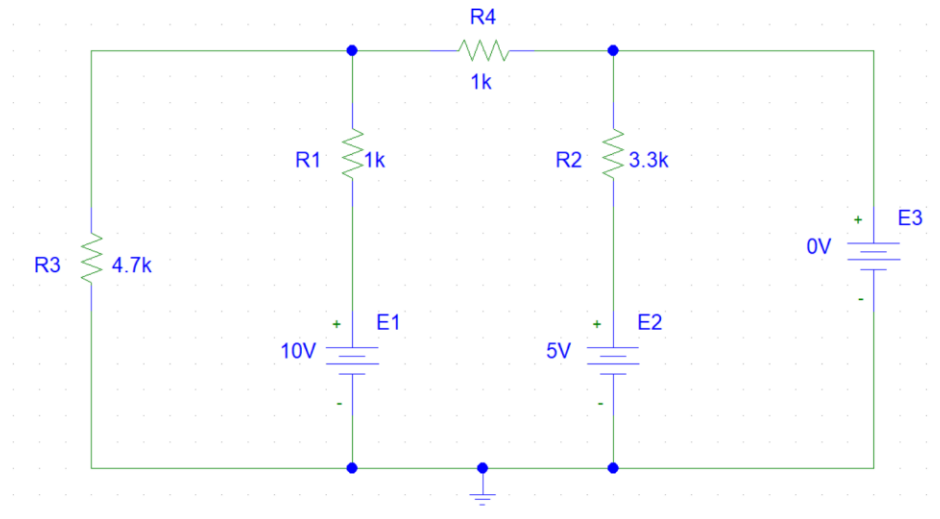 R4
1k
R1
1k
R2
3.3k
+
E3
0V
R3
4.7k
-
+
E1
+
E2
10V
5V
-
-